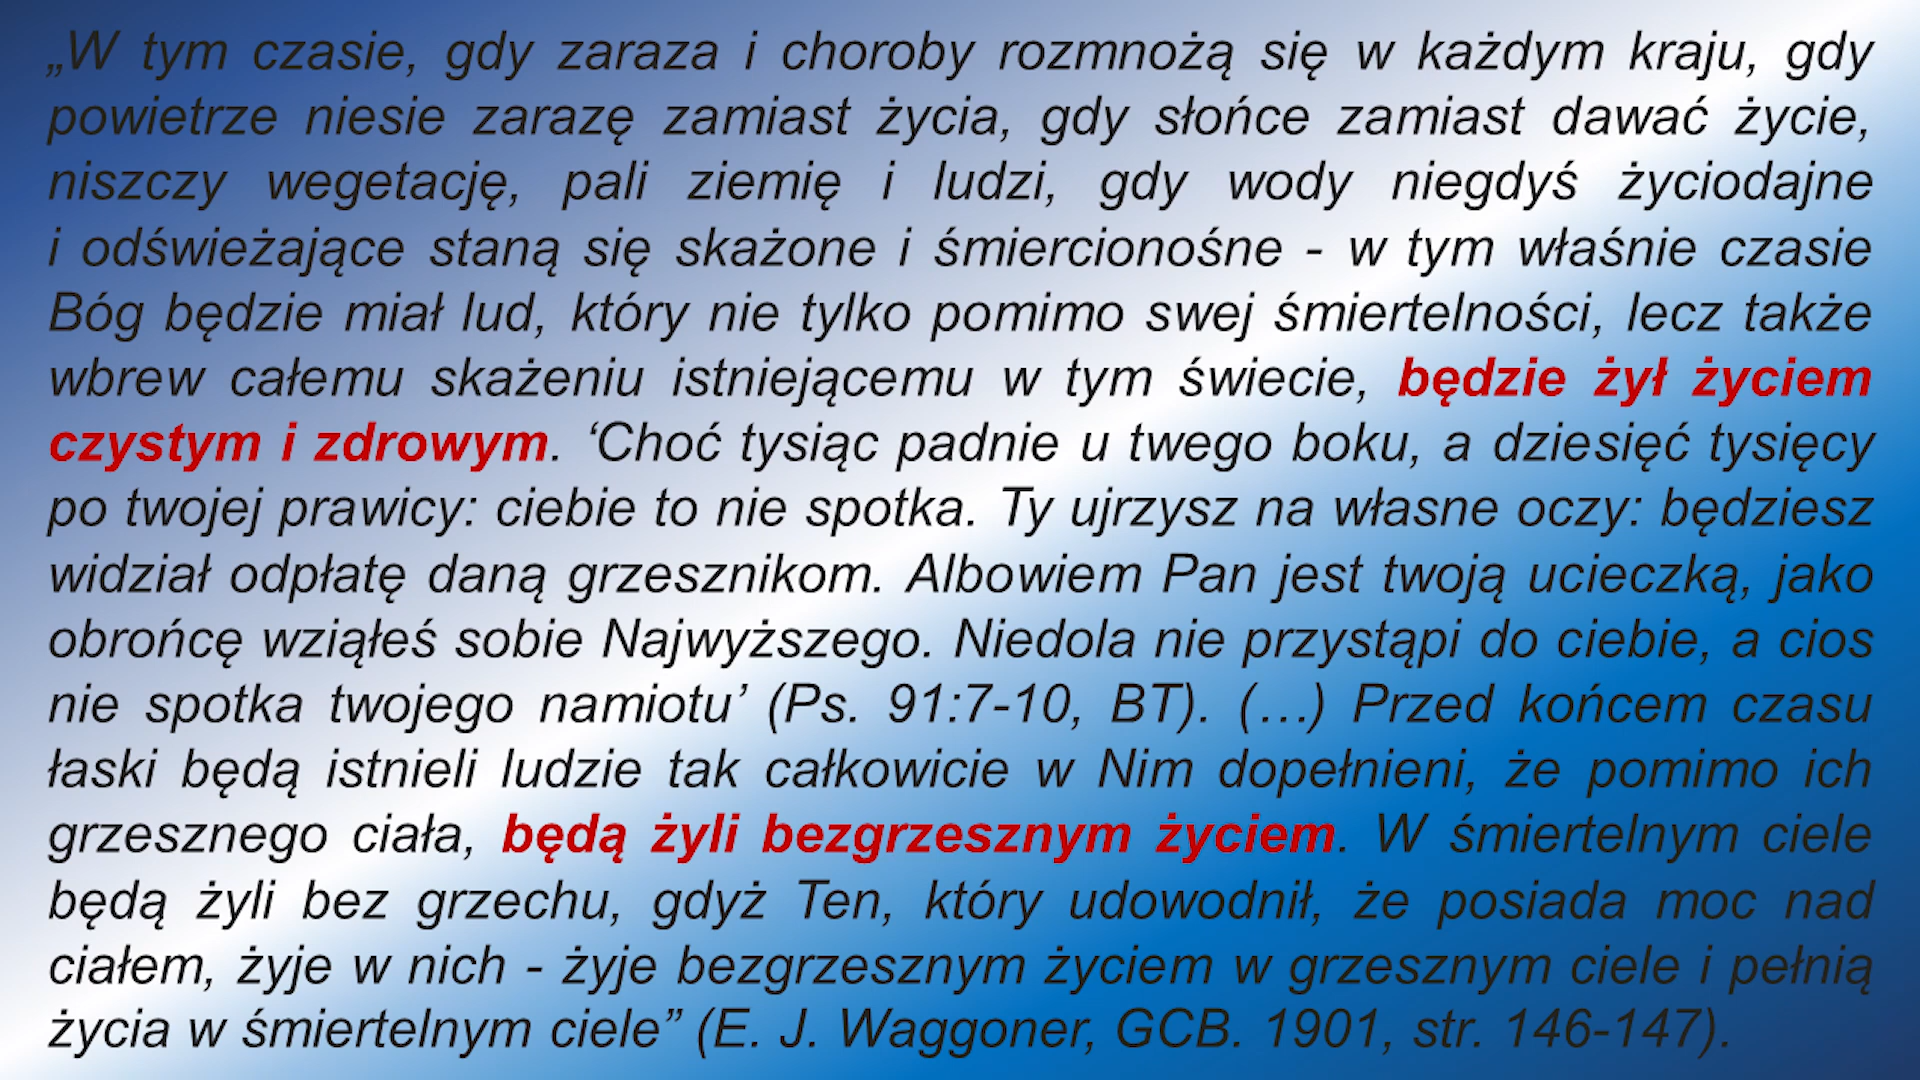 „W tym czasie, gdy zaraza i choroby rozmnożą się w każdym kraju, gdy
powietrze niesie zarazę zamiast życia, gdy słońce zamiast dawać życie,
niszczy wegetację, pali ziemię i ludzi, gdy wody niegdyś życiodajne
i odświeżające staną się skażone i śmiercionośne - w tym właśnie czasie
Bóg będzie miał lud, który nie tylko pomimo swej śmiertelności, lecz także
wbrew całemu skażeniu istniejącemu w tym świecie, będzie żył życiem
czystym i zdrowym. ‘Choć tysiąc padnie u twego boku, a dziesięć tysięcy
po twojej prawicy: ciebie to nie spotka. Ty ujrzysz na własne oczy: będziesz
widział odpłatę daną grzesznikom. Albowiem Pan jest twoją ucieczką, jako
obrońcę wziąłeś sobie Najwyższego. Niedola nie przystąpi do ciebie, a cios
nie spotka twojego namiotu’ (Ps. 91:7-10, BT). (…) Przed końcem czasu
łaski będą istnieli ludzie tak całkowicie w Nim dopełnieni, że pomimo ich
grzesznego ciała, będą żyli bezgrzesznym życiem. W śmiertelnym ciele
będą żyli bez grzechu, gdyż Ten, który udowodnił, że posiada moc nad
ciałem, żyje w nich - żyje bezgrzesznym życiem w grzesznym ciele i pełnią
życia w śmiertelnym ciele” (E. J. Waggoner, GCB. 1901, str. 146-147).